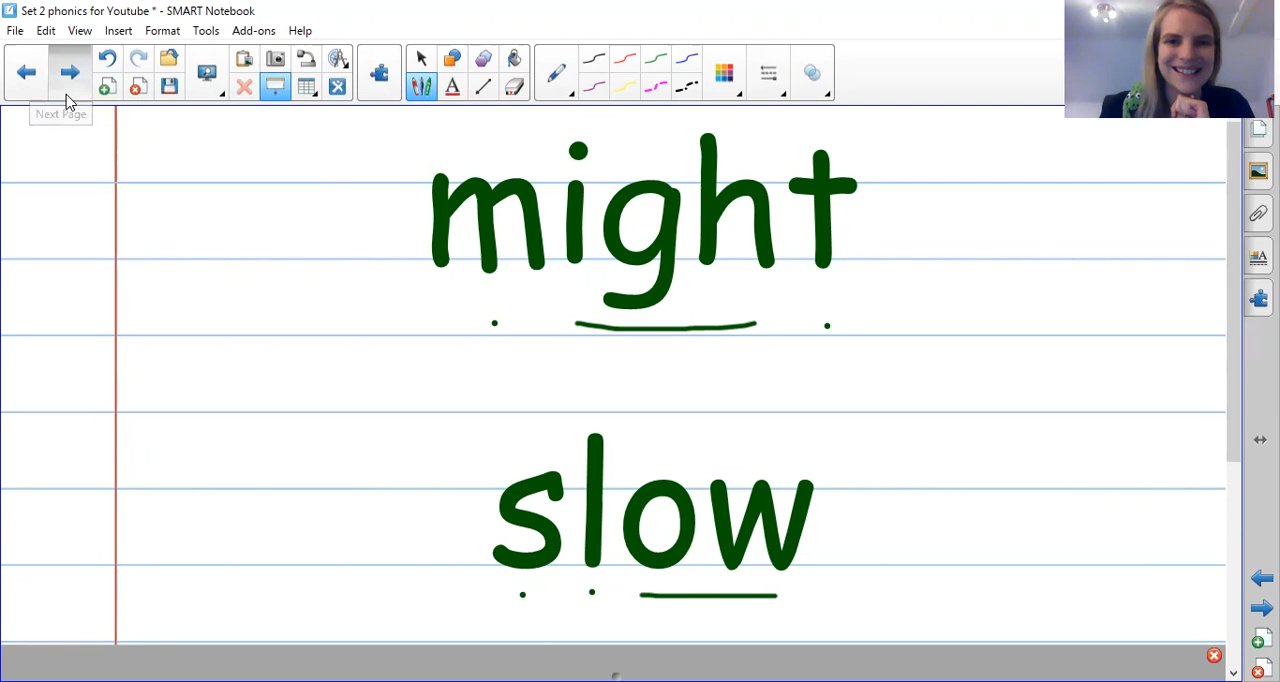 Set 2 phonics for Youtube * - SMART Notebook
File Edit View Insert Format Tools Add-ons Help
Next Page
might
slow